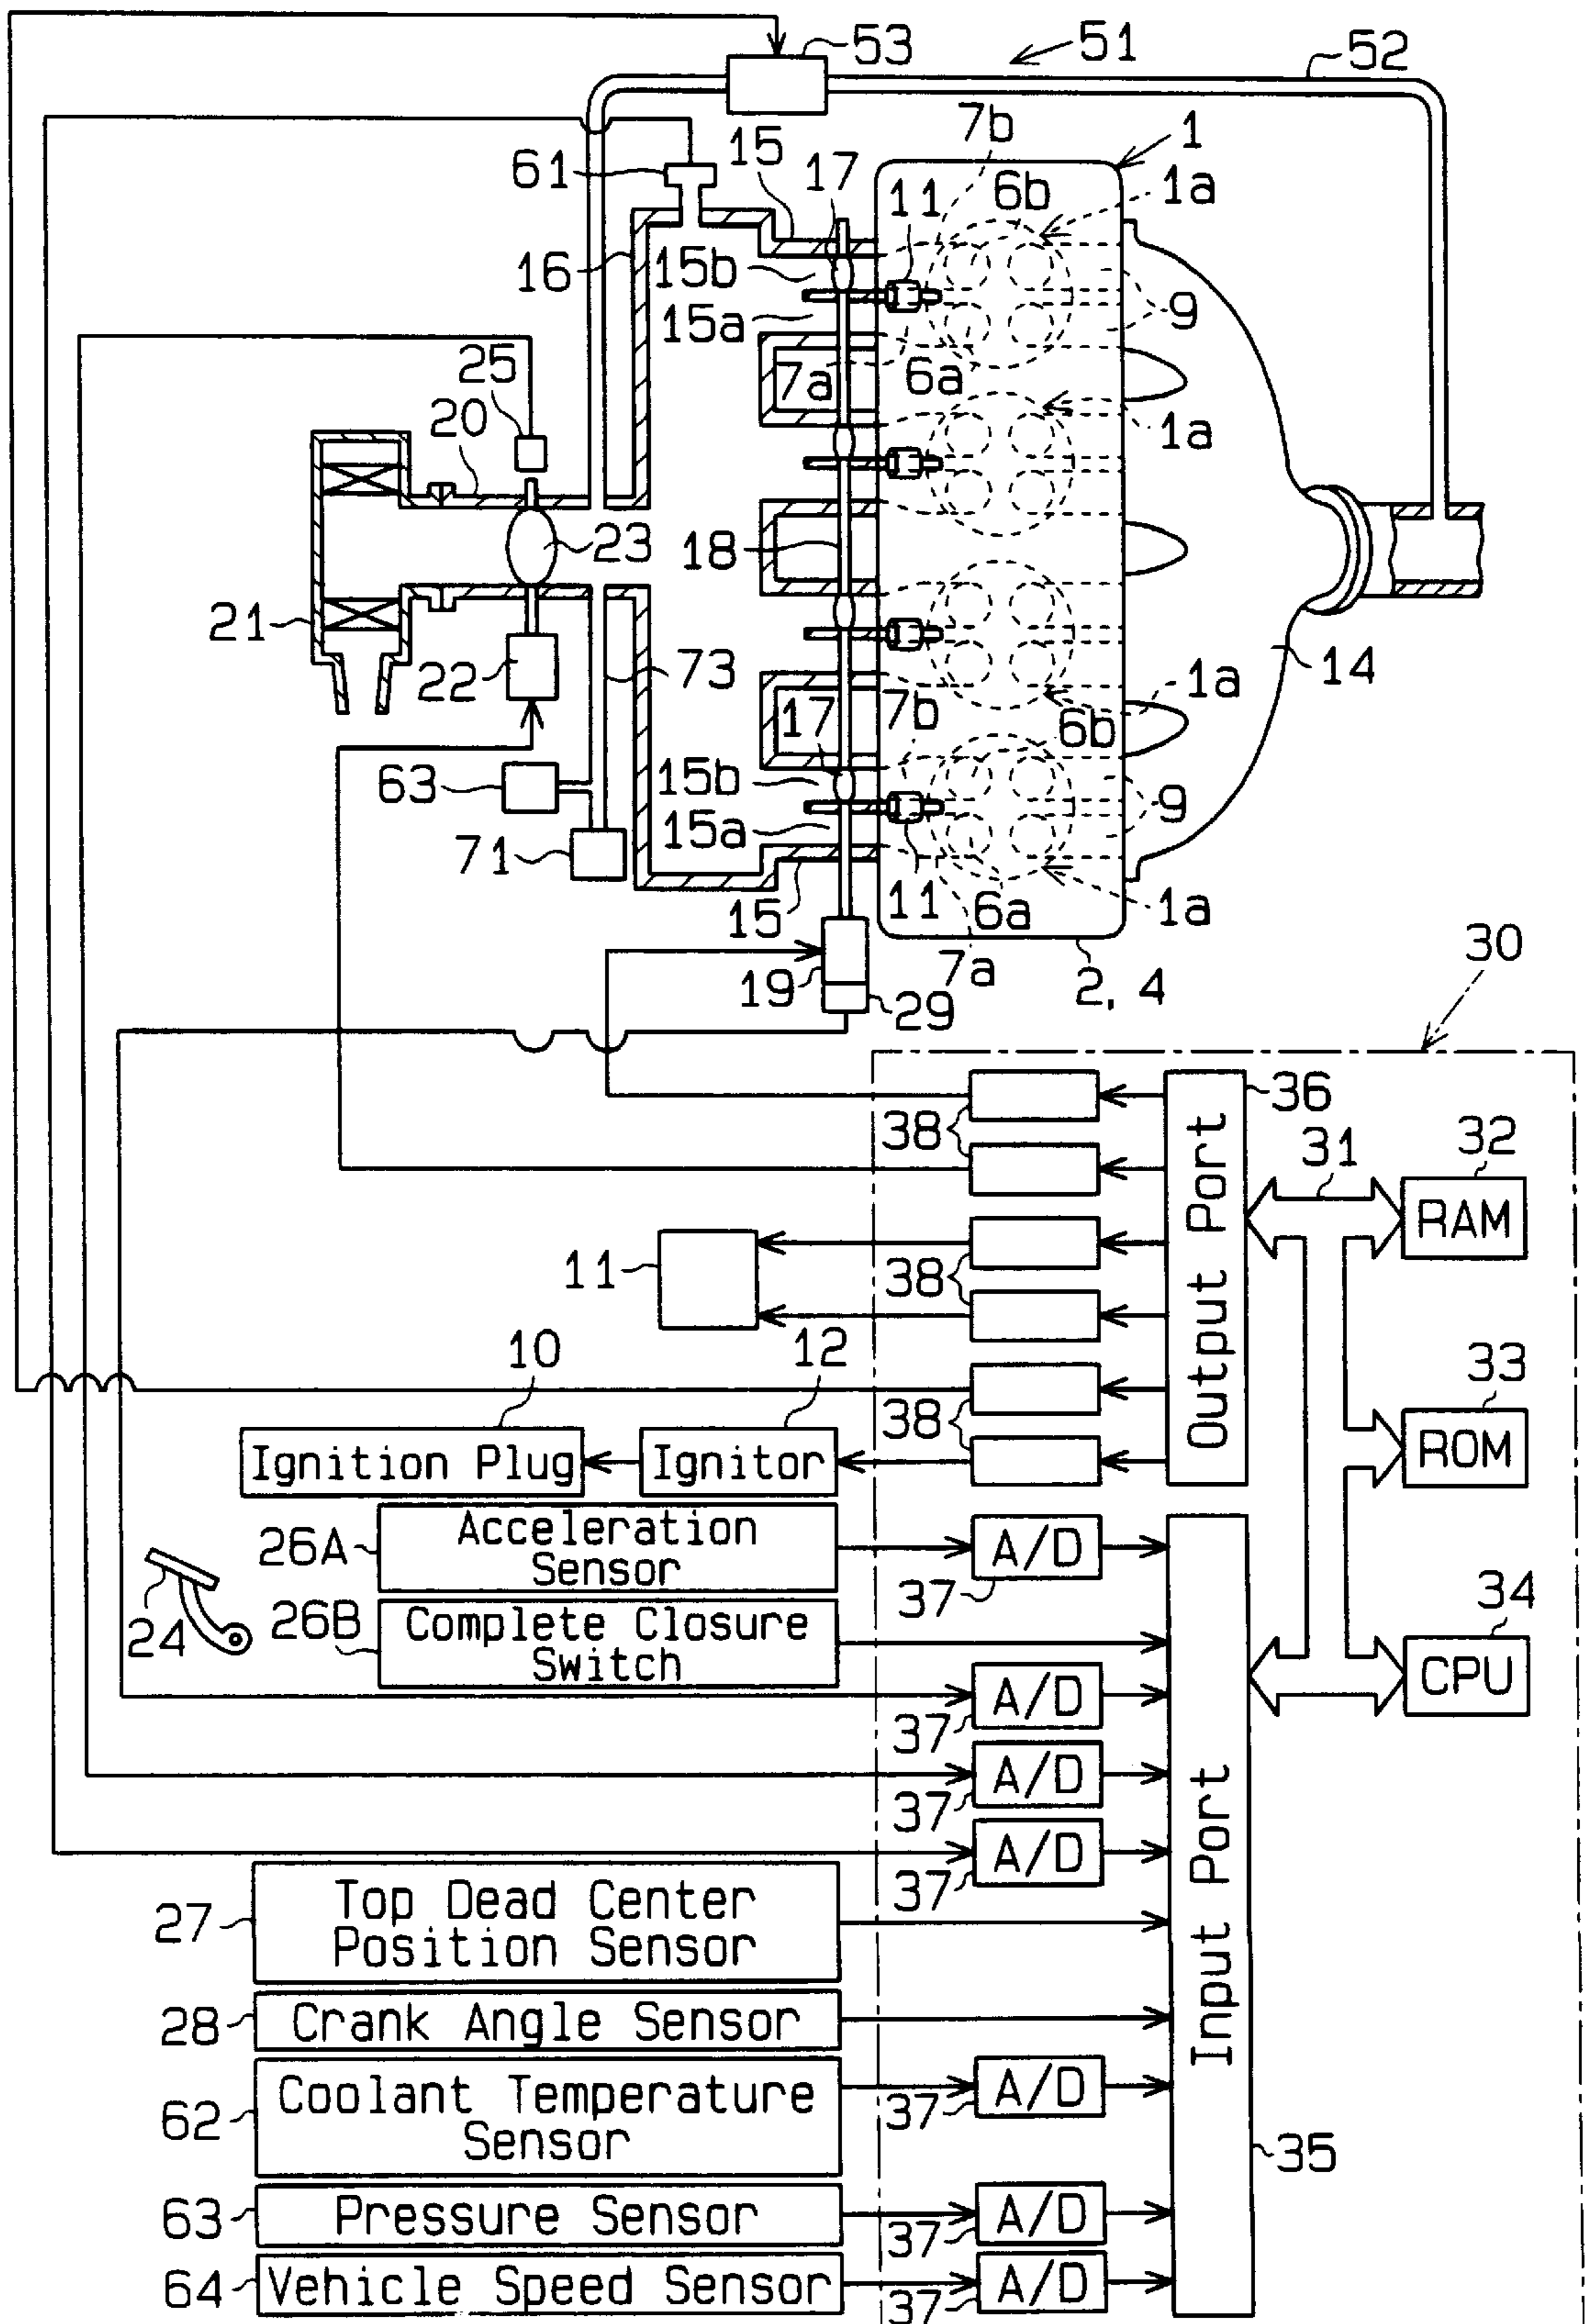 53
51
52
61
15
17
7b
1
11
6b
1a
16
15b
15a
9
7a
6a
25
20
1a
23
18
21
22
73
17
7b
1a
14
6b
63
15b
9
71
15a
15
11
6a
1a
19
29
7a
2, 4
30
36
38
31
32
RAM
Output Port
11
38
10
12
33
38
ROM
Ignition Plug
Ignitor
26A
Acceleration
Sensor
A/D
37
24
26B
Complete Closure
Switch
34
CPU
A/D
37
A/D
37
A/D
37
Input Port
27
Top Dead Center
Position Sensor
28
Crank Angle Sensor
62
Coolant Temperature
Sensor
A/D
37
35
63
Pressure Sensor
A/D
37
64
Vehicle Speed Sensor
A/D
37